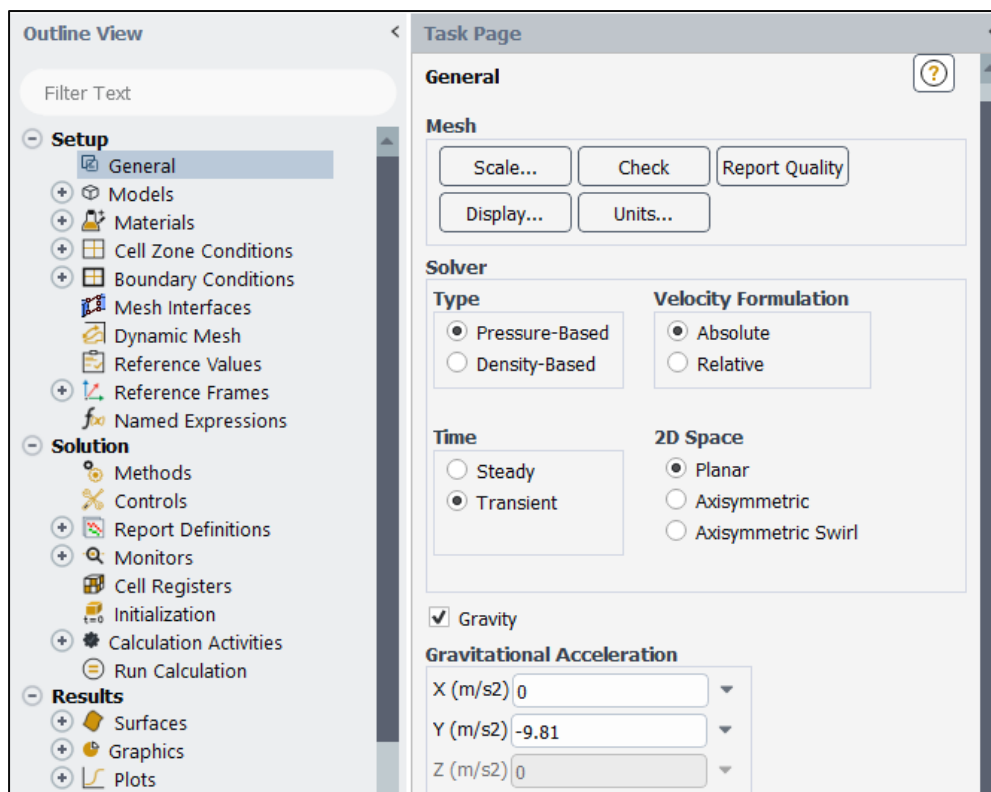 Outline View
Filter Text
Setup
General
Models
Materials
Cell Zone Conditions
Boundary Conditions
Mesh Interfaces
Dynamic Mesh
Reference Values
Reference Frames
Named Expressions
Solution
Methods
Controls
Report Definitions
Monitors
Cell Registers
Initialization
Calculation Activities
Run Calculation
Results
Surfaces
Graphics
Plots
Task Page
General
Mesh
Scale... Check Report Quality
Display... Units...
Solver
Type Velocity Formulation
Pressure-Based Absolute
Density-Based Relative
Time 2D Space
Steady Planar
Transient Axisymmetric
Axisymmetric Swirl
Gravity
Gravitational Acceleration
X (m/s2) 0
Y (m/s2) -9.81
Z (m/s2) 0